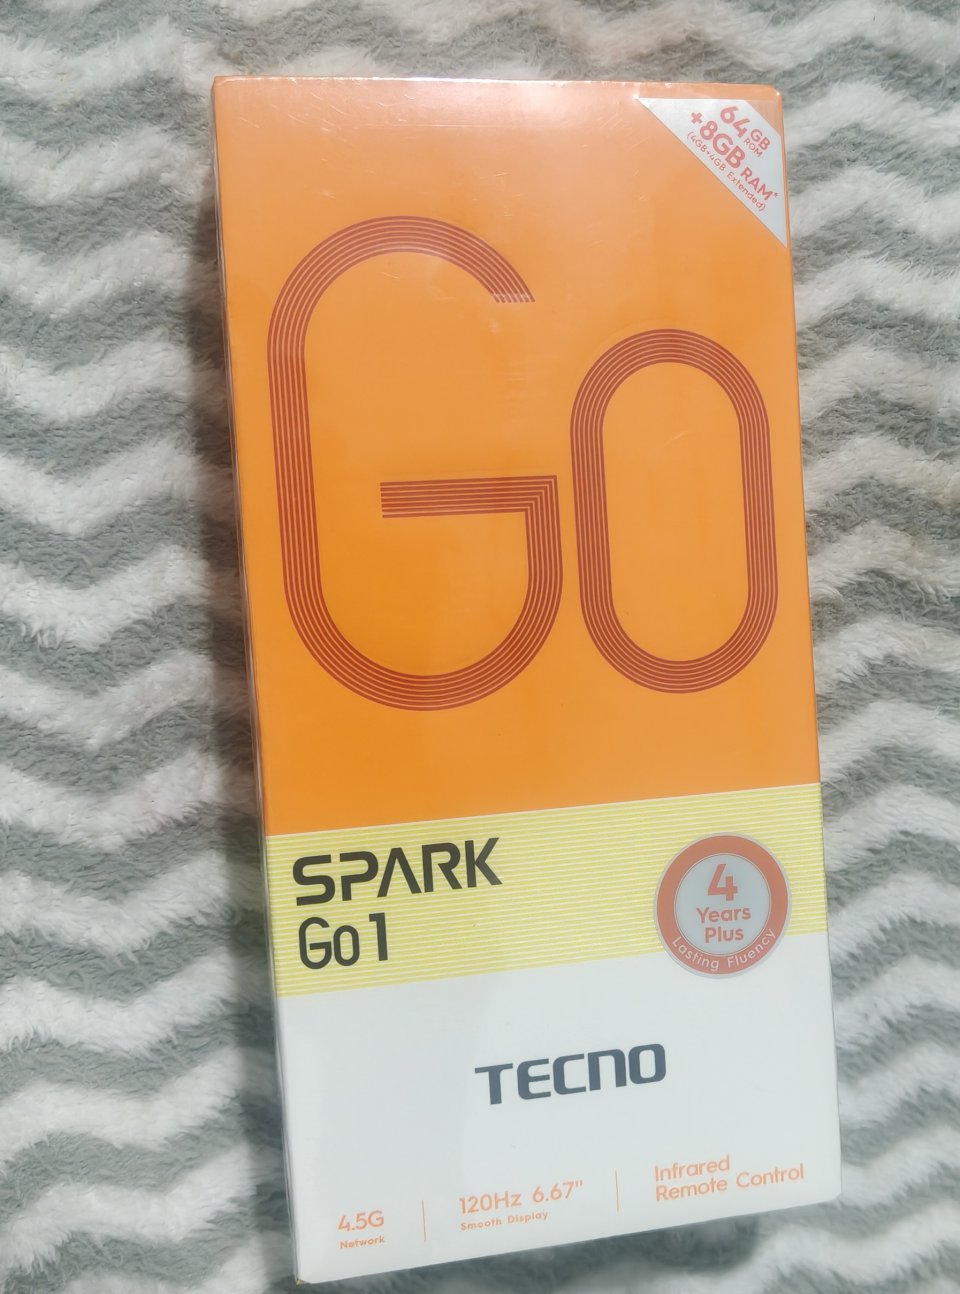 64GB
ROM
+8GB RAM*
(4GB+4GB Extended)
Go
SPARK
Go 1
4
Years
Plus
Lasting Fluency
TECNO
4.5G
Network
120Hz 6.67"
Smooth Display
Infrared
Remote Control